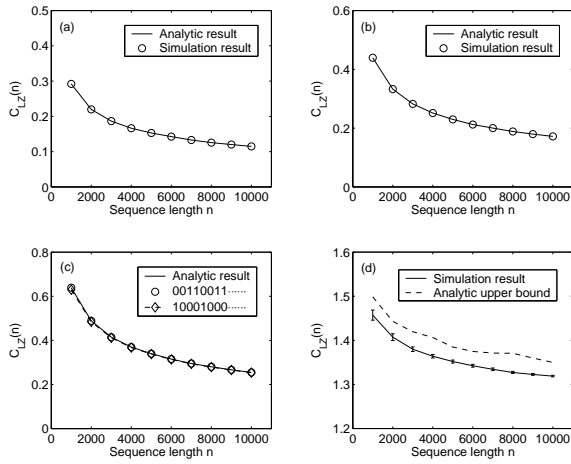 (a)
Analytic result
Simulation result
C_LZ(n)
0.5
0.4
0.3
0.2
0.1
0
0 2000 4000 6000 8000 10000
Sequence length n
(b)
Analytic result
Simulation result
C_LZ(n)
0.6
0.4
0.2
0
0 2000 4000 6000 8000 10000
Sequence length n
(c)
Analytic result
00110011······
10001000······
C_LZ(n)
0.8
0.6
0.4
0.2
0
0 2000 4000 6000 8000 10000
Sequence length n
(d)
Simulation result
Analytic upper bound
C_LZ(n)
1.6
1.5
1.4
1.3
1.2
0 2000 4000 6000 8000 10000
Sequence length n